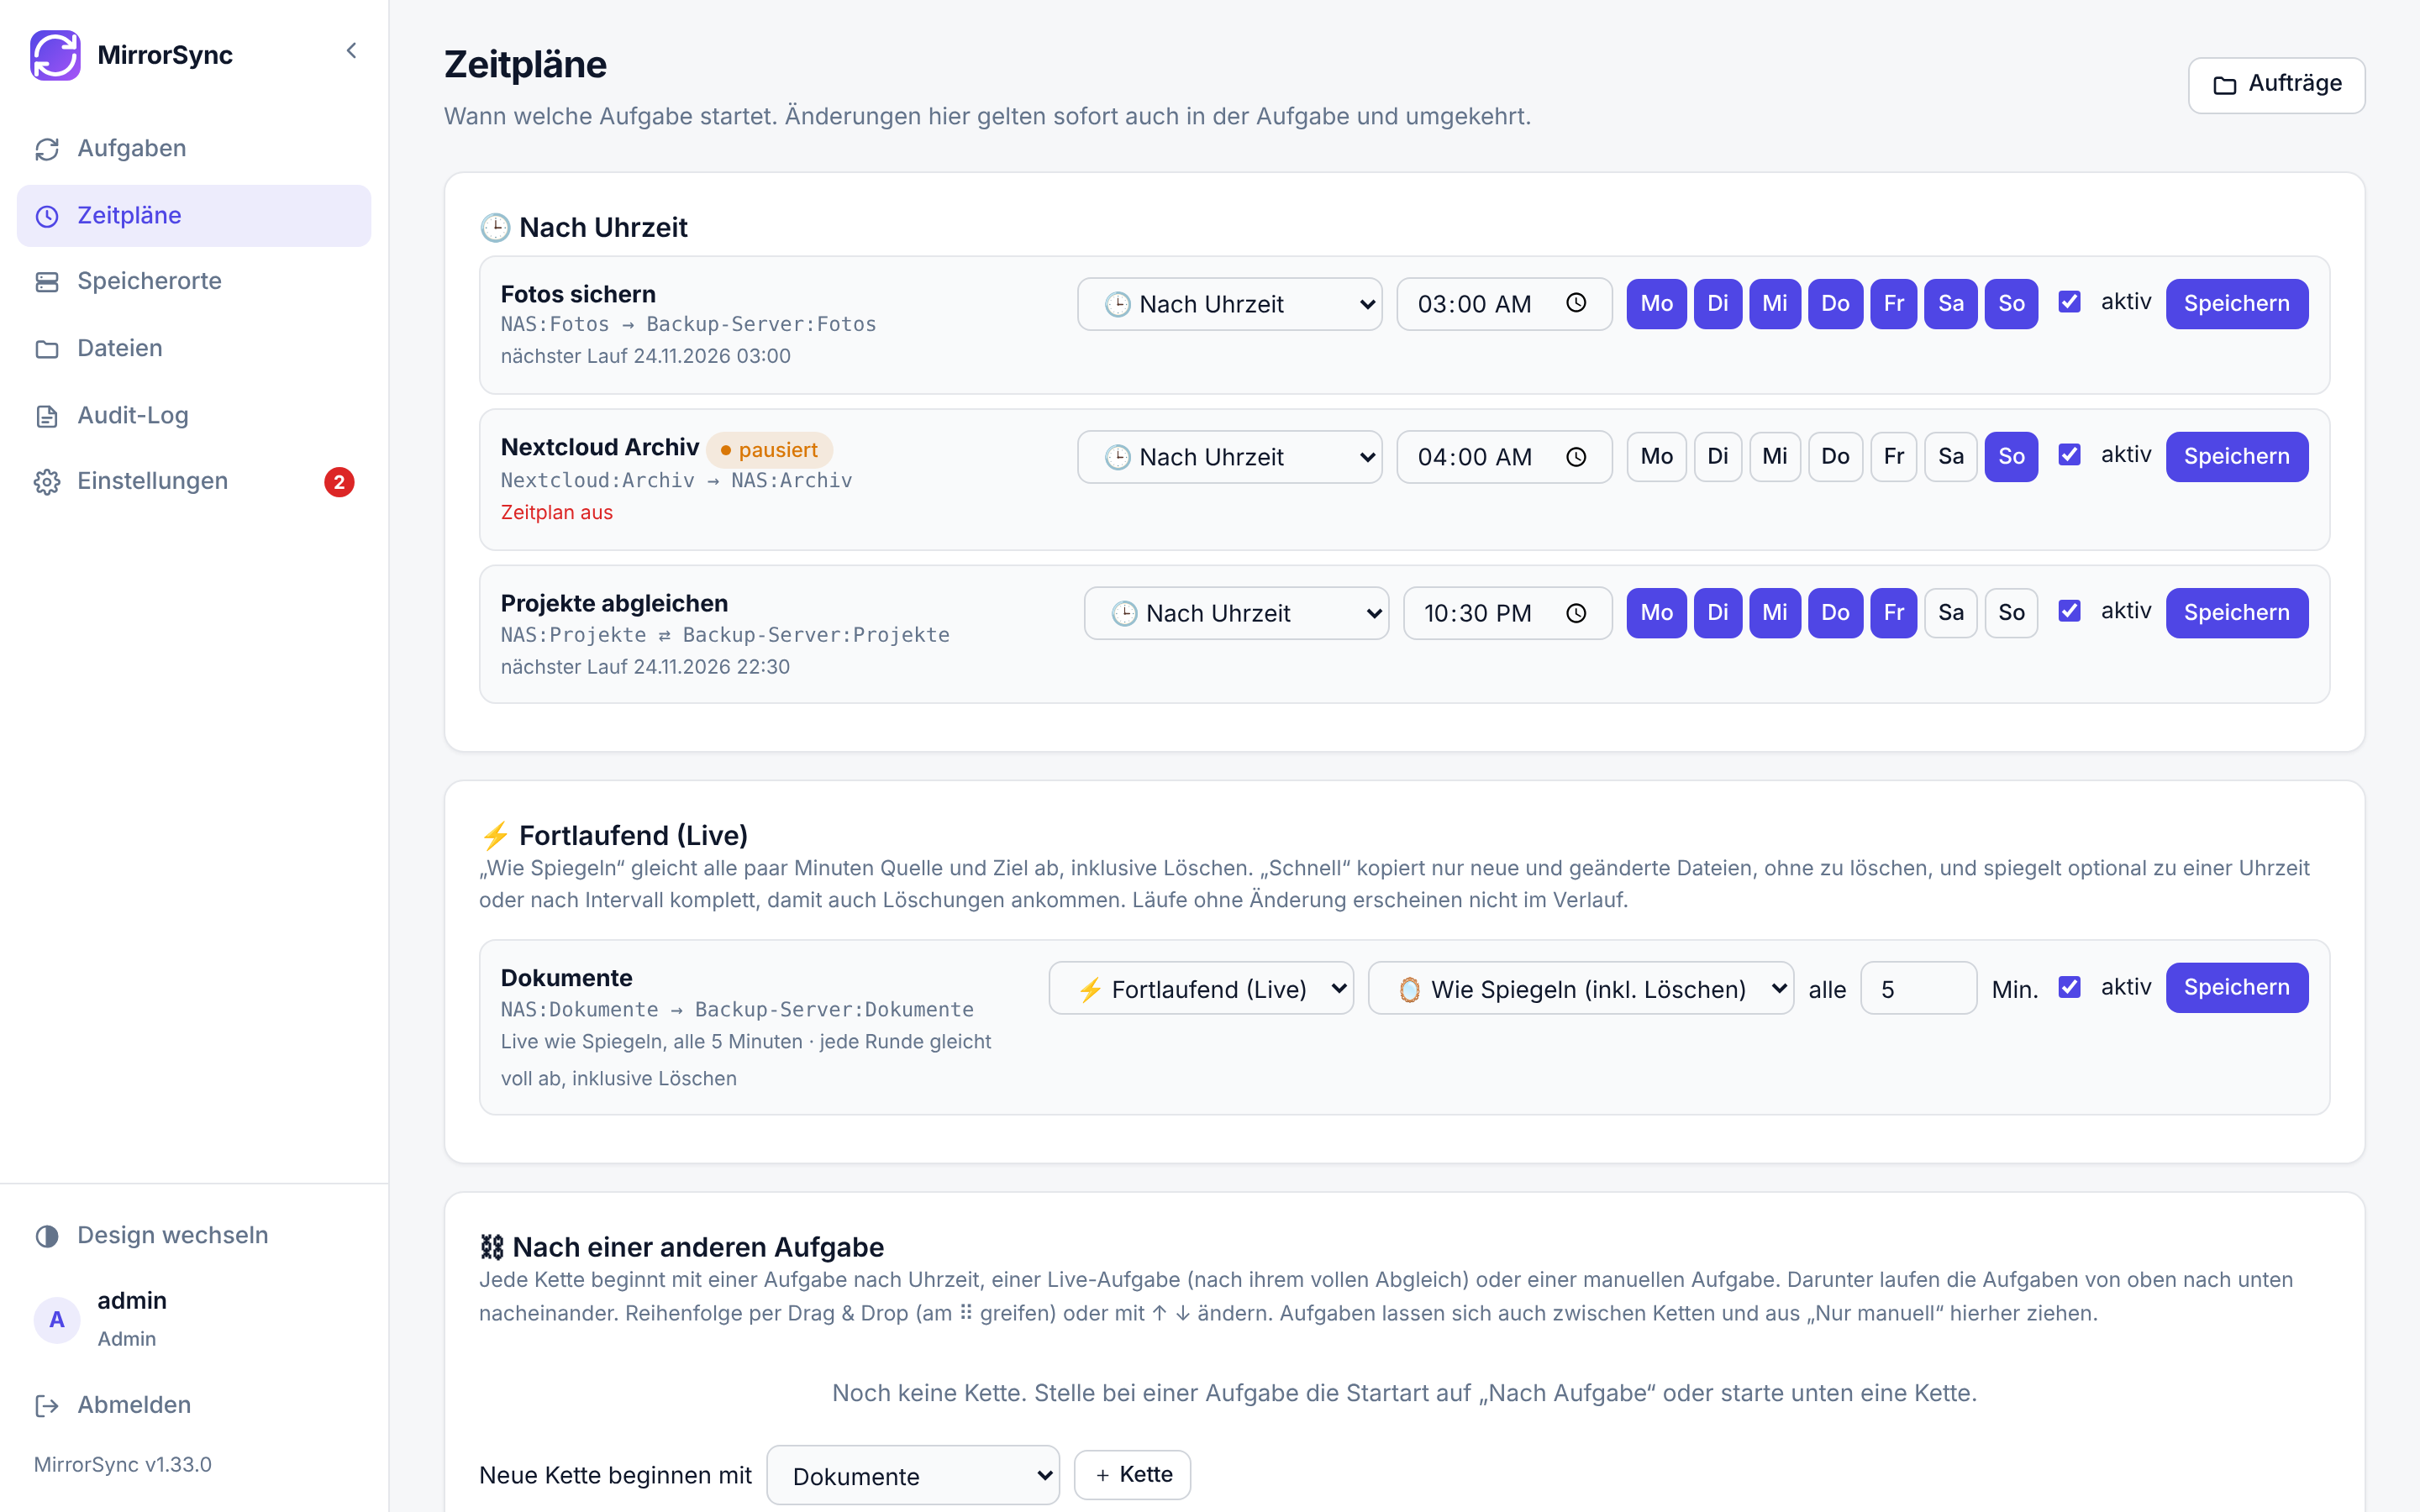 MirrorSync
Aufgaben
Zeitpläne
Speicherorte
Dateien
Audit-Log
Einstellungen 2
Design wechseln
A admin
Admin
Abmelden
MirrorSync v1.33.0
Zeitpläne
Wann welche Aufgabe startet. Änderungen hier gelten sofort auch in der Aufgabe und umgekehrt.
Aufträge
🕒 Nach Uhrzeit
Fotos sichern
NAS:Fotos → Backup-Server:Fotos
nächster Lauf 24.11.2026 03:00
🕒 Nach Uhrzeit 03:00 AM Mo Di Mi Do Fr Sa So aktiv Speichern
Nextcloud Archiv pausiert
Nextcloud:Archiv → NAS:Archiv
Zeitplan aus
🕒 Nach Uhrzeit 04:00 AM Mo Di Mi Do Fr Sa So aktiv Speichern
Projekte abgleichen
NAS:Projekte ⇄ Backup-Server:Projekte
nächster Lauf 24.11.2026 22:30
🕒 Nach Uhrzeit 10:30 PM Mo Di Mi Do Fr Sa So aktiv Speichern
⚡ Fortlaufend (Live)
„Wie Spiegeln“ gleicht alle paar Minuten Quelle und Ziel ab, inklusive Löschen. „Schnell“ kopiert nur neue und geänderte Dateien, ohne zu löschen, und spiegelt optional zu einer Uhrzeit
oder nach Intervall komplett, damit auch Löschungen ankommen. Läufe ohne Änderung erscheinen nicht im Verlauf.
Dokumente
NAS:Dokumente → Backup-Server:Dokumente
Live wie Spiegeln, alle 5 Minuten · jede Runde gleicht
voll ab, inklusive Löschen
⚡ Fortlaufend (Live) 🪞 Wie Spiegeln (inkl. Löschen) alle 5 Min. aktiv Speichern
⛓ Nach einer anderen Aufgabe
Jede Kette beginnt mit einer Aufgabe nach Uhrzeit, einer Live-Aufgabe (nach ihrem vollen Abgleich) oder einer manuellen Aufgabe. Darunter laufen die Aufgaben von oben nach unten
nacheinander. Reihenfolge per Drag & Drop (am ⠿ greifen) oder mit ↑ ↓ ändern. Aufgaben lassen sich auch zwischen Ketten und aus „Nur manuell“ hierher ziehen.
Noch keine Kette. Stelle bei einer Aufgabe die Startart auf „Nach Aufgabe“ oder starte unten eine Kette.
Neue Kette beginnen mit Dokumente + Kette